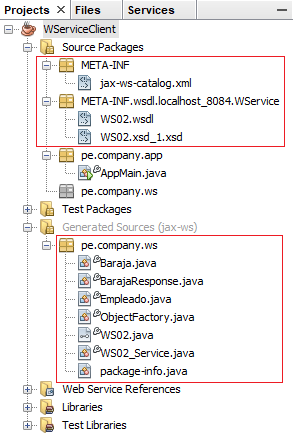 Projects
Files
Services
WServiceClient
Source Packages
META-INF
jax-ws-catalog.xml
META-INF.wsdl.localhost_8084.WService
WS02.wsdl
WS02.xsd_1.xsd
pe.company.app
AppMain.java
pe.company.ws
Test Packages
Generated Sources (jax-ws)
pe.company.ws
Baraja.java
BarajaResponse.java
Empleado.java
ObjectFactory.java
WS02.java
WS02_Service.java
package-info.java
Web Service References
Libraries
Test Libraries